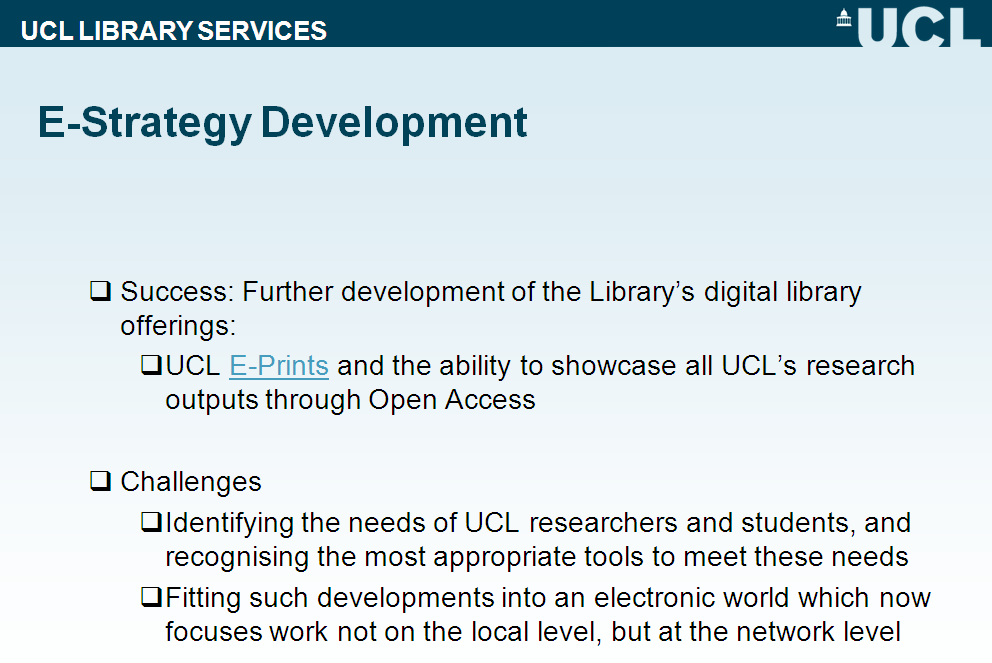 UCL LIBRARY SERVICES
UCL
E-Strategy Development
❑ Success: Further development of the Library’s digital library
offerings:
❑UCL E-Prints and the ability to showcase all UCL’s research
outputs through Open Access
❑ Challenges
❑Identifying the needs of UCL researchers and students, and
recognising the most appropriate tools to meet these needs
❑Fitting such developments into an electronic world which now
focuses work not on the local level, but at the network level